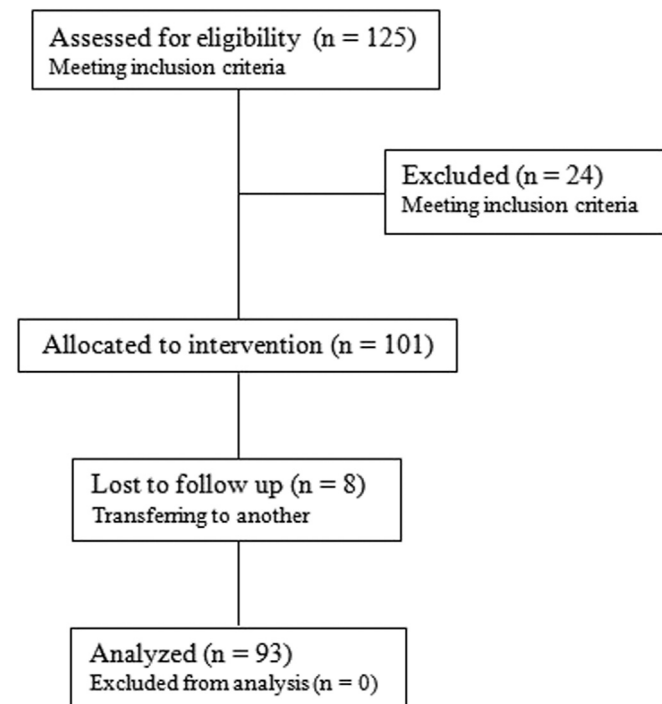 Assessed for eligibility (n = 125)
Meeting inclusion criteria
Excluded (n = 24)
Meeting inclusion criteria
Allocated to intervention (n = 101)
Lost to follow up (n = 8)
Transferring to another
Analyzed (n = 93)
Excluded from analysis (n = 0)